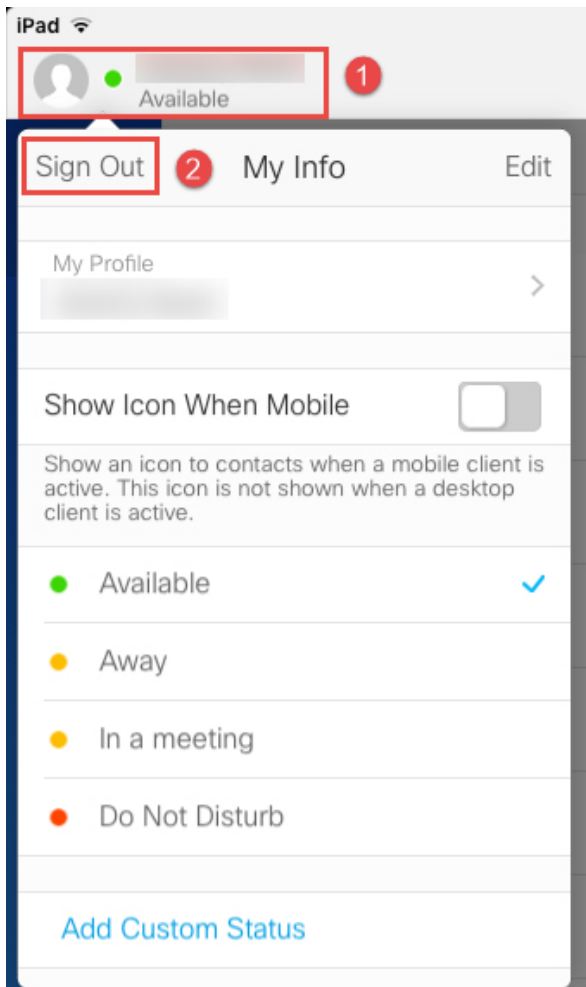 iPad
Available
1
Sign Out 2 My Info Edit
My Profile
Show Icon When Mobile
Show an icon to contacts when a mobile client is
active. This icon is not shown when a desktop
client is active.
Available
Away
In a meeting
Do Not Disturb
Add Custom Status